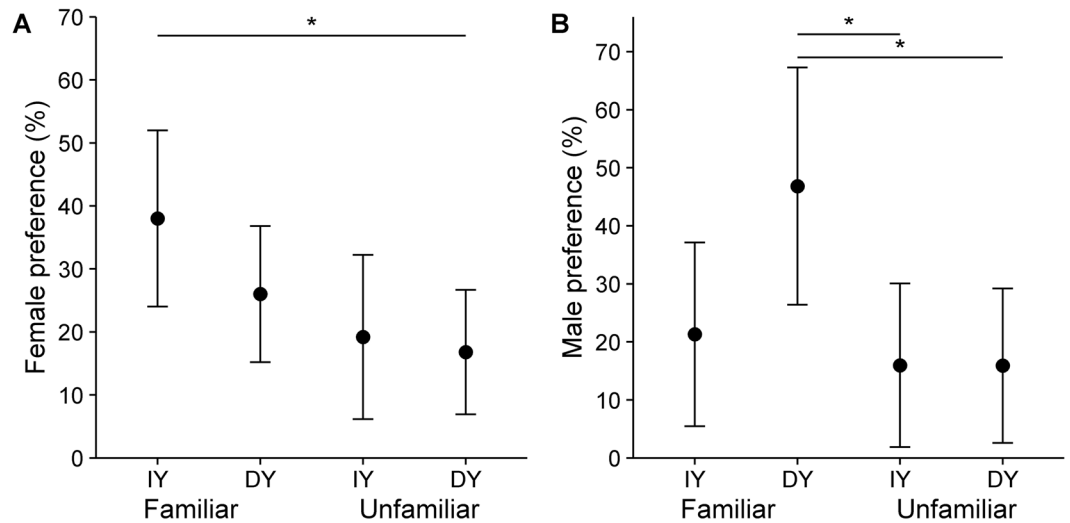 A
Female preference (%)
70
60
50
40
30
20
10
0
*
IY DY IY DY
Familiar Unfamiliar
B
Male preference (%)
70
60
50
40
30
20
10
0
*
*
IY DY IY DY
Familiar Unfamiliar